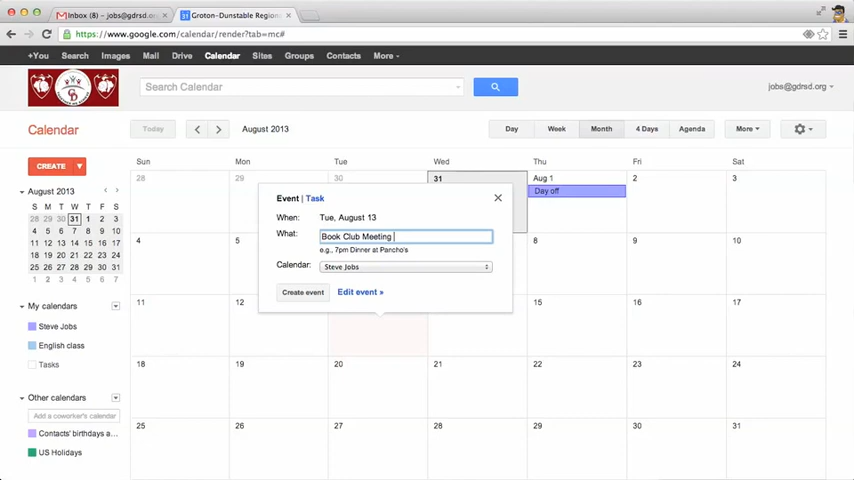 Inbox (8) – jobs@gdrsd.org
31 Groton-Dunstable Regiona
https://www.google.com/calendar/render?tab=mc#
+You Search Images Mail Drive Calendar Sites Groups Contacts More
Search Calendar
jobs@gdrsd.org
Calendar Today August 2013 Day Week Month 4 Days Agenda More
CREATE
Sun Mon Tue Wed Thu Fri Sat
28 29 30 31 Aug 1 2 3
Day off
August 2013
S M T W T F S
28 29 30 31 1 2 3
4 5 6 7 8 9 10
11 12 13 14 15 16 17
18 19 20 21 22 23 24
25 26 27 28 29 30 31
1 2 3 4 5 6 7
Event | Task
When: Tue, August 13
What: Book Club Meeting
e.g., 7pm Dinner at Pancho's
Calendar: Steve Jobs
Create event Edit event »
4 5 8 9 10
My calendars
Steve Jobs
English class
Tasks
11 12 15 16 17
18 19 20 21 22 23 24
Other calendars
Add a coworker's calendar
Contacts' birthdays a...
US Holidays
25 26 27 28 29 30 31